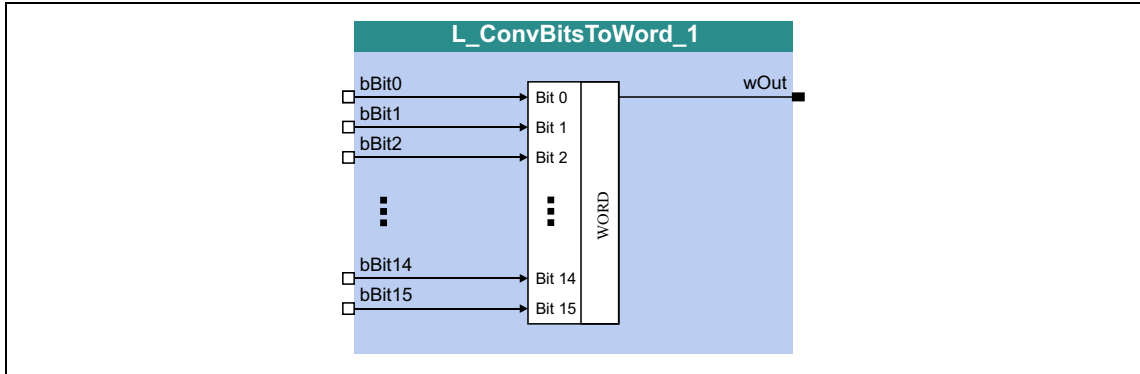 L_ConvBitsToWord_1
bBit0
wOut
Bit 0
bBit1
Bit 1
bBit2
Bit 2
WORD
bBit14
Bit 14
bBit15
Bit 15